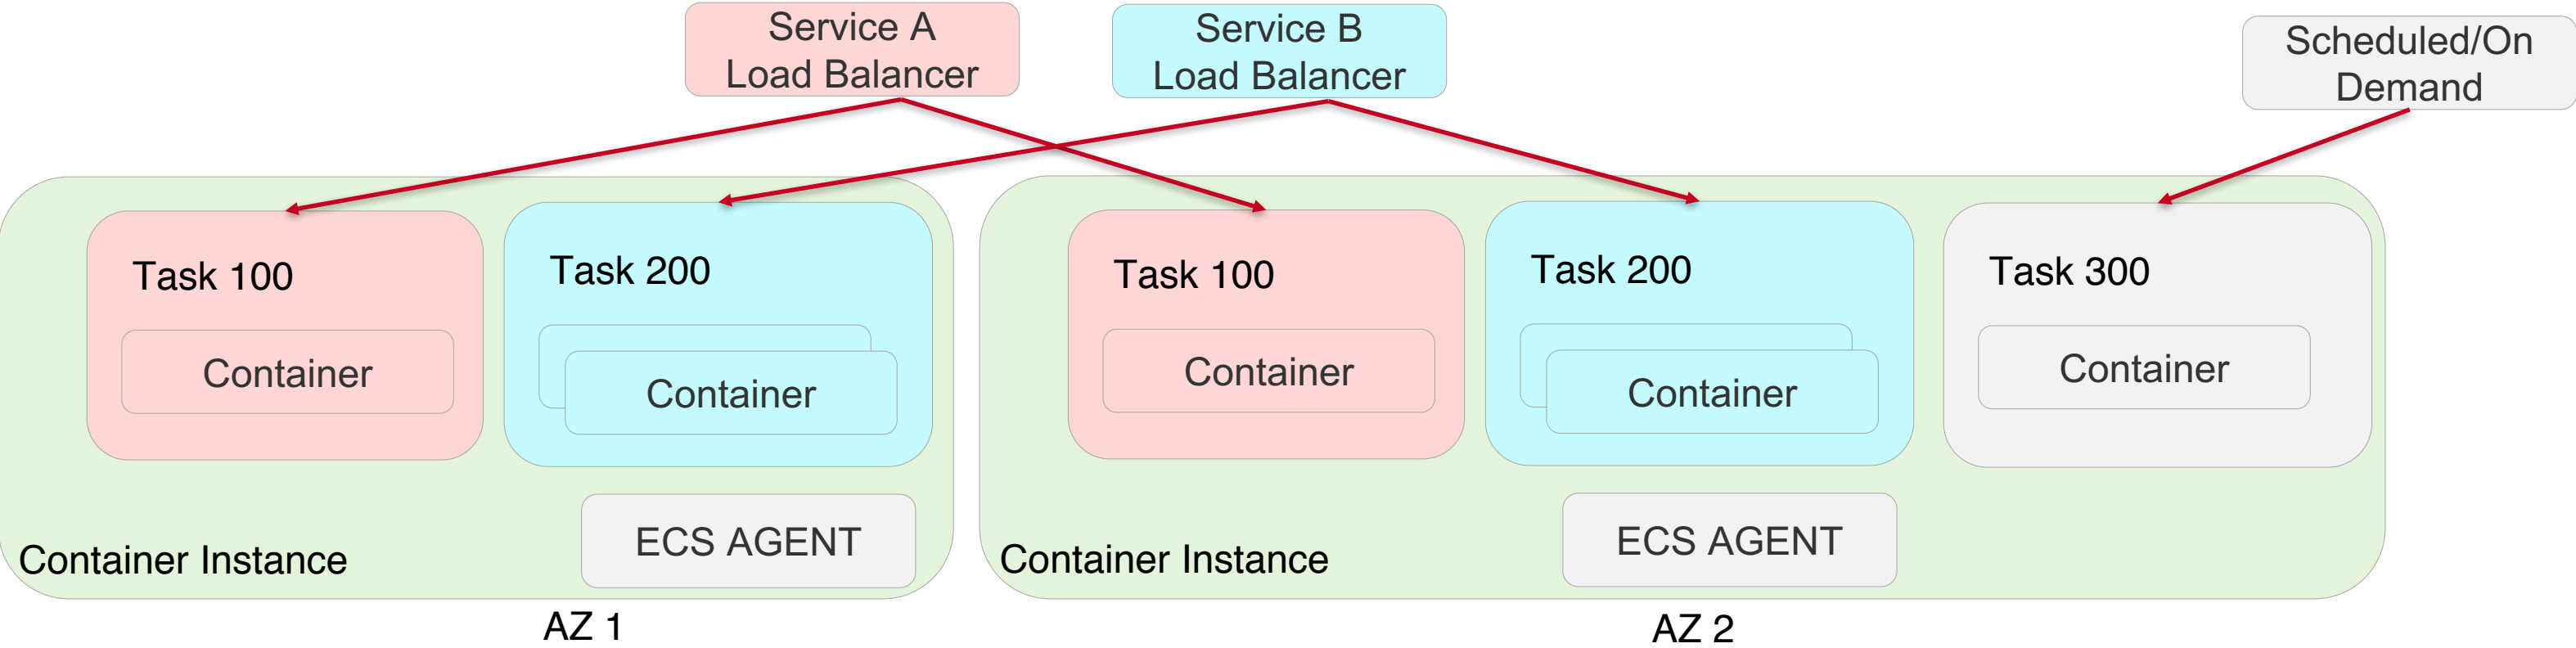 Service A
Load Balancer
Service B
Load Balancer
Scheduled/On
Demand
Task 100
Container
Task 200
Container
ECS AGENT
Container Instance
AZ 1
Task 100
Container
Task 200
Container
Task 300
Container
ECS AGENT
Container Instance
AZ 2